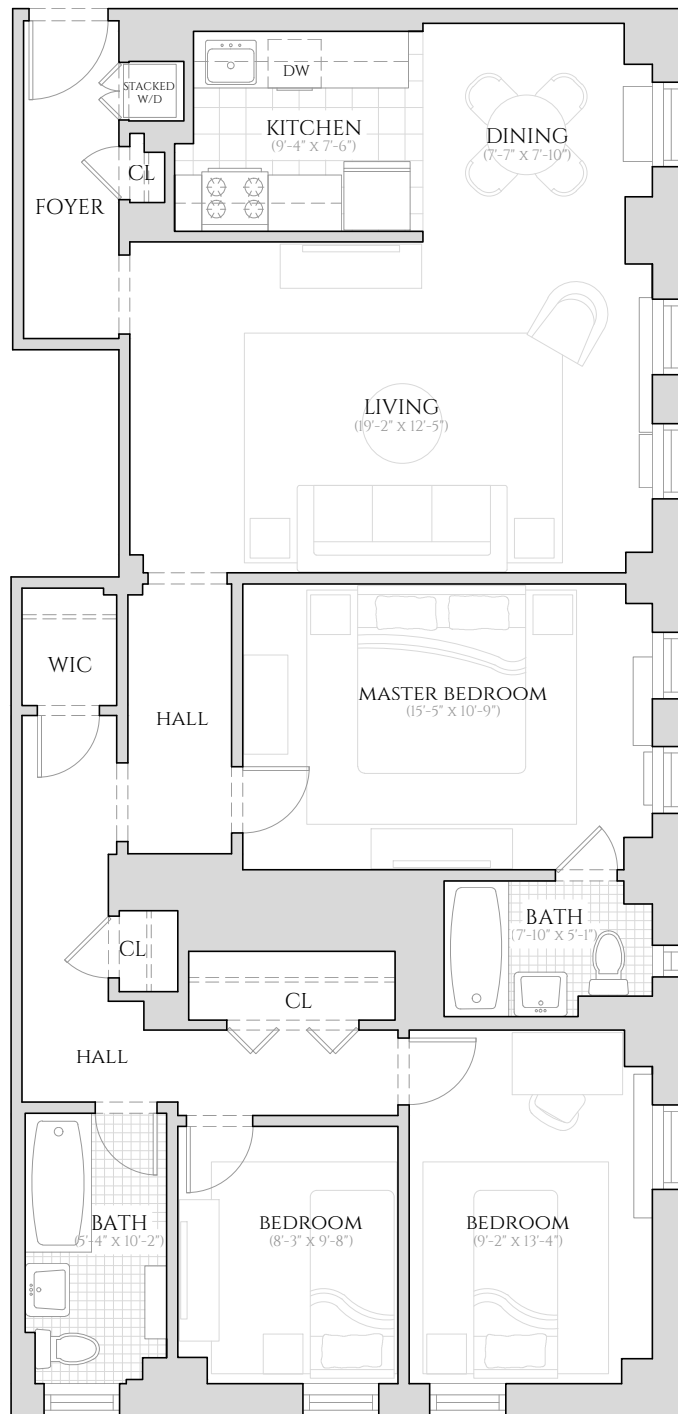 STACKED
W/D
DW
KITCHEN
(9'-4" X 7'-6")
DINING
(7'-7" X 7'-10")
CL
FOYER
LIVING
(19'-2" X 12'-5")
WIC
HALL
MASTER BEDROOM
(15'-5" X 10'-9")
BATH
(7'-10" X 5'-1")
CL
CL
HALL
BATH
(5'-4" X 10'-2")
BEDROOM
(8'-3" X 9'-8")
BEDROOM
(9'-2" X 13'-4")